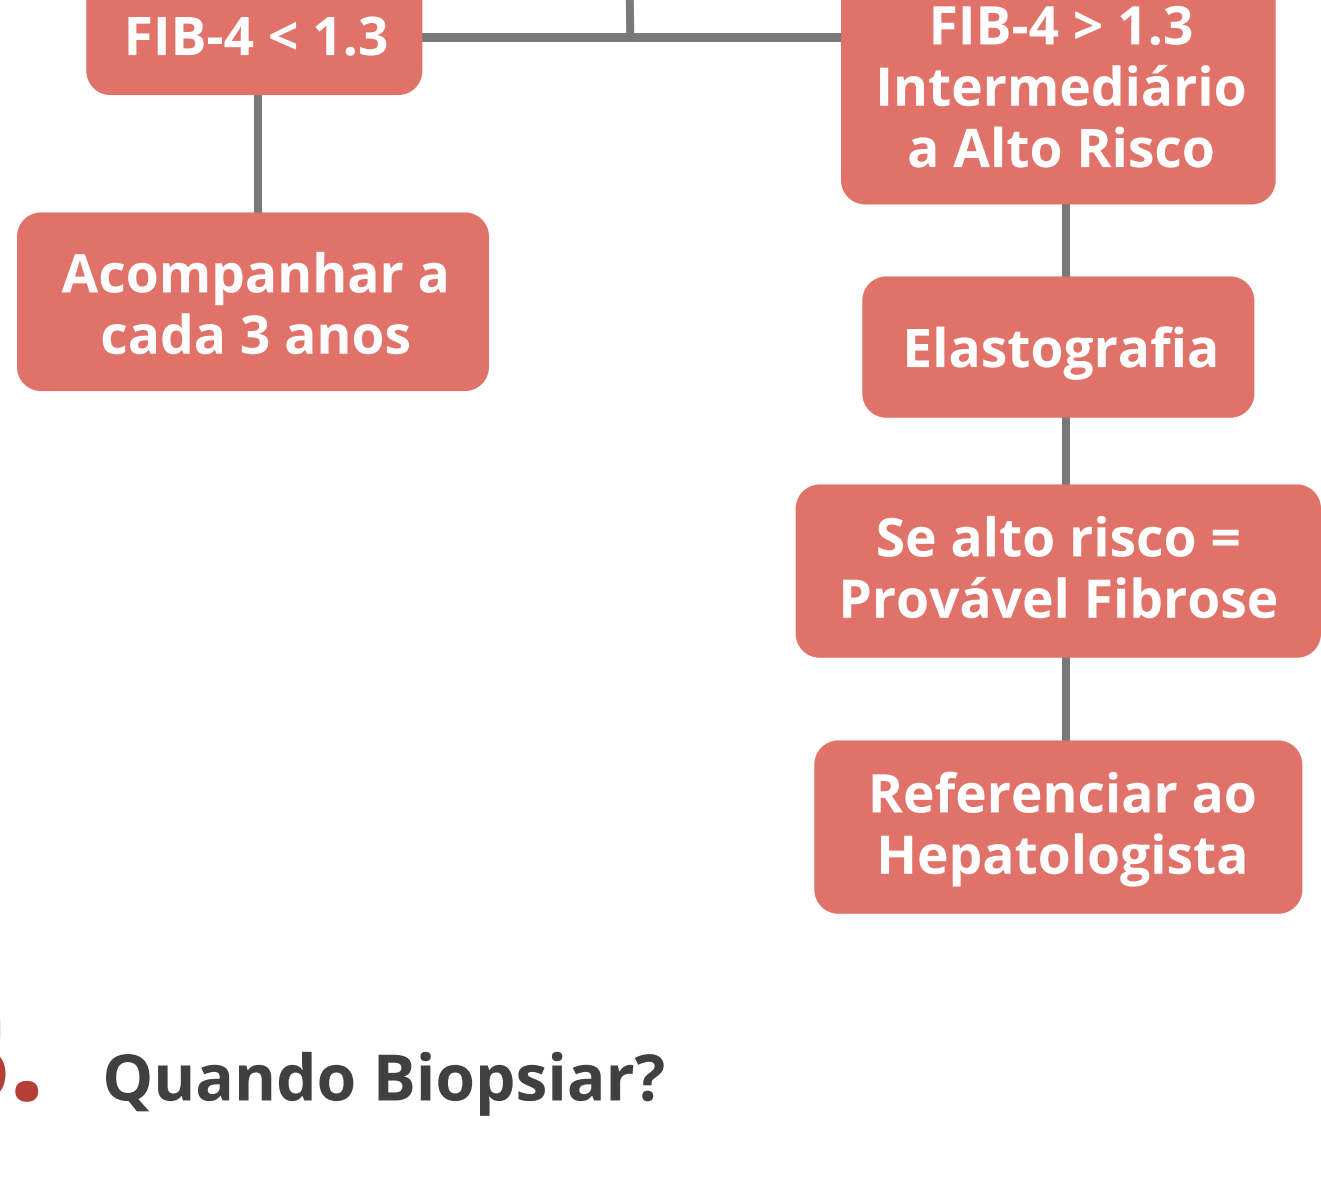 FIB-4 < 1.3
FIB-4 > 1.3
Intermediário
a Alto Risco
Acompanhar a
cada 3 anos
Elastografia
Se alto risco =
Provável Fibrose
Referenciar ao
Hepatologista
Quando Biopsiar?